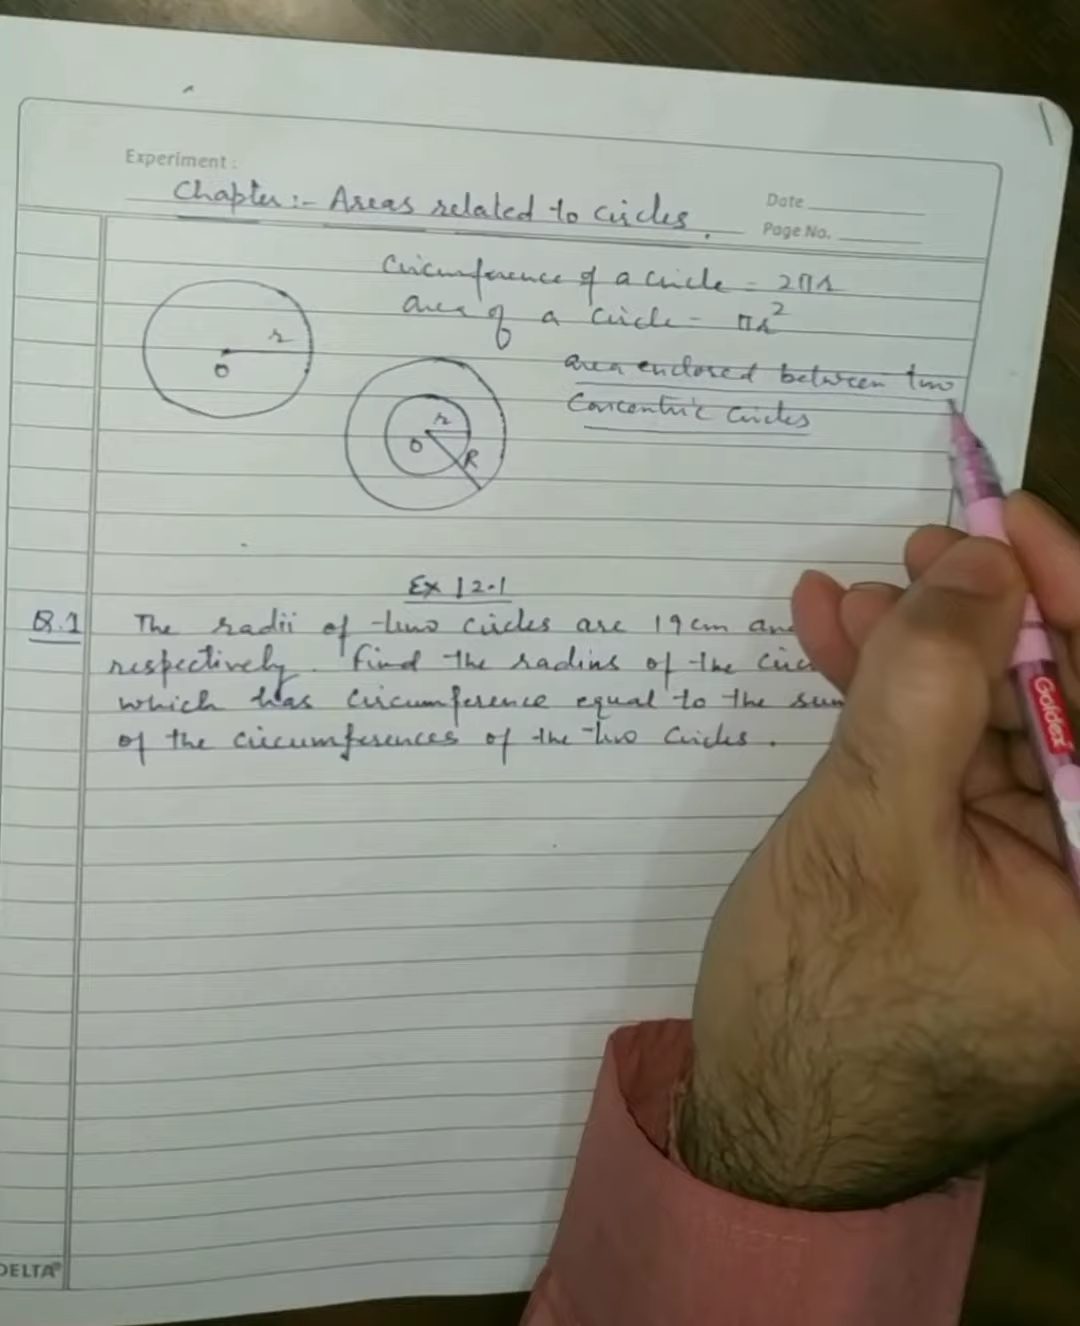 Experiment :
Chapter :- Areas related to circles.
Date
Page No.
Circumference of a circle - 2πr
area of a circle - πr²
r
O
area enclosed between two
Concentric Circles
r
O
R
Ex 12.1
Q.1 The radii of two circles are 19cm
respectively. Find the radius of the
which has circumference equal to the
of the circumferences of the two circles.
Goldex
DELTA